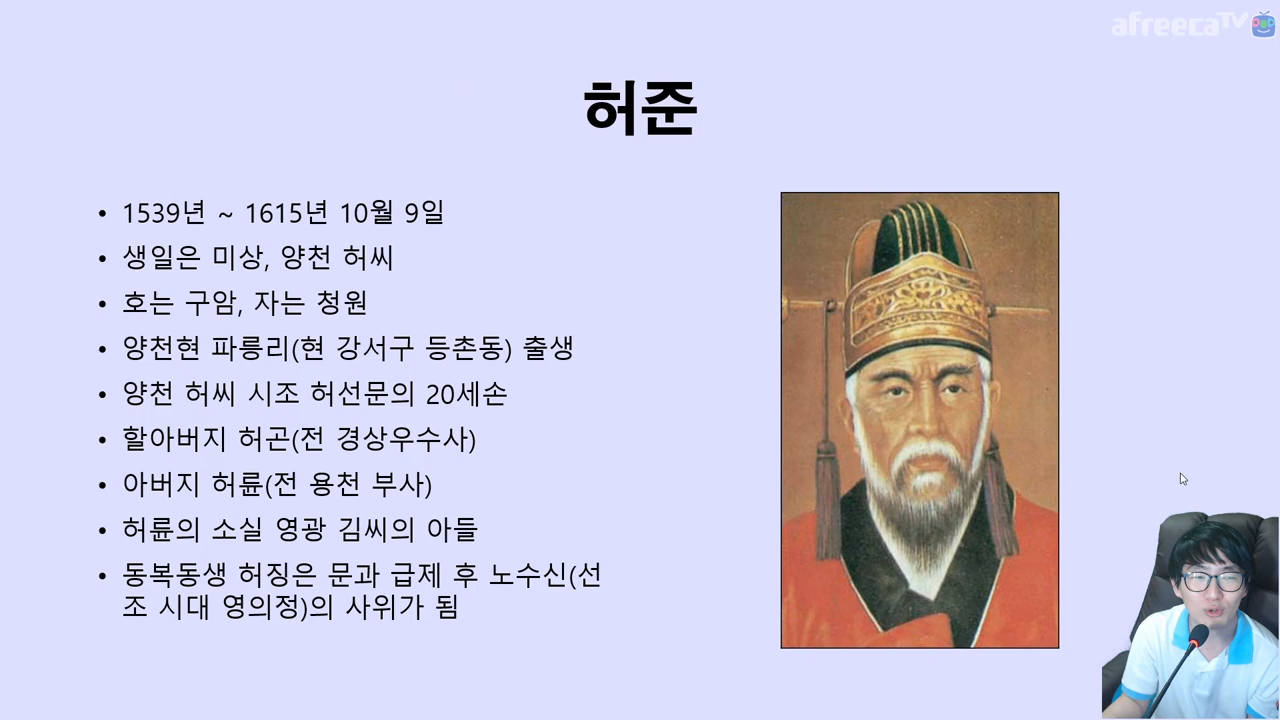 afreecaTV
허준
• 1539년 ~ 1615년 10월 9일
• 생일은 미상, 양천 허씨
• 호는 구암, 자는 청원
• 양천현 파릉리(현 강서구 등촌동) 출생
• 양천 허씨 시조 허선문의 20세손
• 할아버지 허곤(전 경상우수사)
• 아버지 허륜(전 용천 부사)
• 허륜의 소실 영광 김씨의 아들
• 동복동생 허징은 문과 급제 후 노수신(선
조 시대 영의정)의 사위가 됨